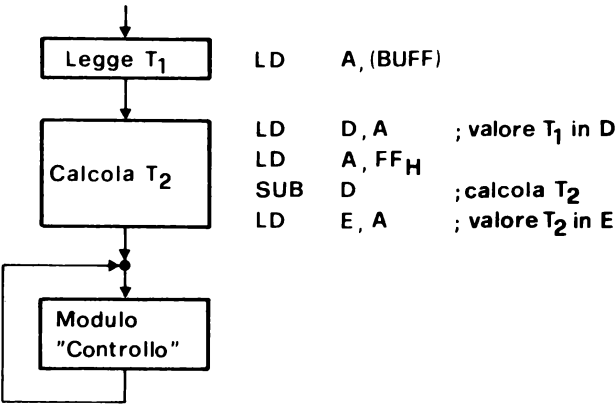 Legge T1 LD A, (BUFF)
LD D, A ; valore T1 in D
LD A, FFH
Calcola T2
SUB D ; calcola T2
LD E, A ; valore T2 in E
Modulo
"Controllo"